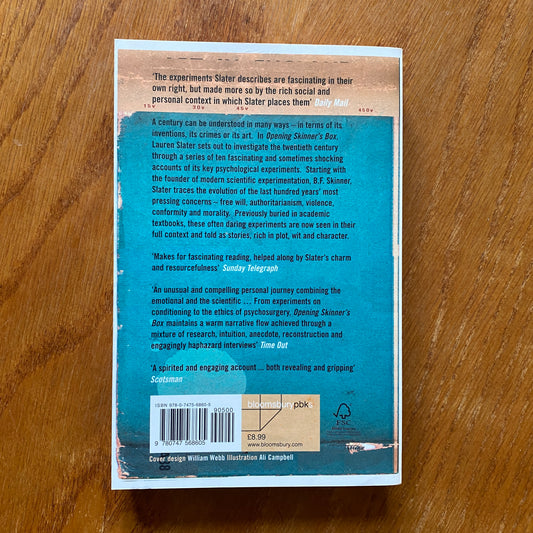 'The experiments Slater describes are fascinating in their
own right, but made more so by the rich social and
personal context in which Slater places them' Daily Mail
15v 30v 45v 450v
A century can be understood in many ways – in terms of its
inventions, its crimes or its art. In Opening Skinner's Box,
Lauren Slater sets out to investigate the twentieth century
through a series of ten fascinating and sometimes shocking
accounts of its key psychological experiments. Starting with
the founder of modern scientific experimentation, B.F. Skinner,
Slater traces the evolution of the last hundred years' most
pressing concerns – free will, authoritarianism, violence,
conformity and morality. Previously buried in academic
textbooks, these often daring experiments are now seen in their
full context and told as stories, rich in plot, wit and character.
'Makes for fascinating reading, helped along by Slater's charm
and resourcefulness' Sunday Telegraph
'An unusual and compelling personal journey combining the
emotional and the scientific ... From experiments on
conditioning to the ethics of psychosurgery, Opening Skinner's
Box maintains a warm narrative flow achieved through a
mixture of research, intuition, anecdote, reconstruction and
engagingly haphazard interviews' Time Out
'A spirited and engaging account ... both revealing and gripping'
Scotsman
ISBN 978-0-7475-6860-5
90500
9 780747 568605
bloomsburypbks
£8.99
www.bloomsbury.com
FSC
Cover design William Webb Illustration Ali Campbell